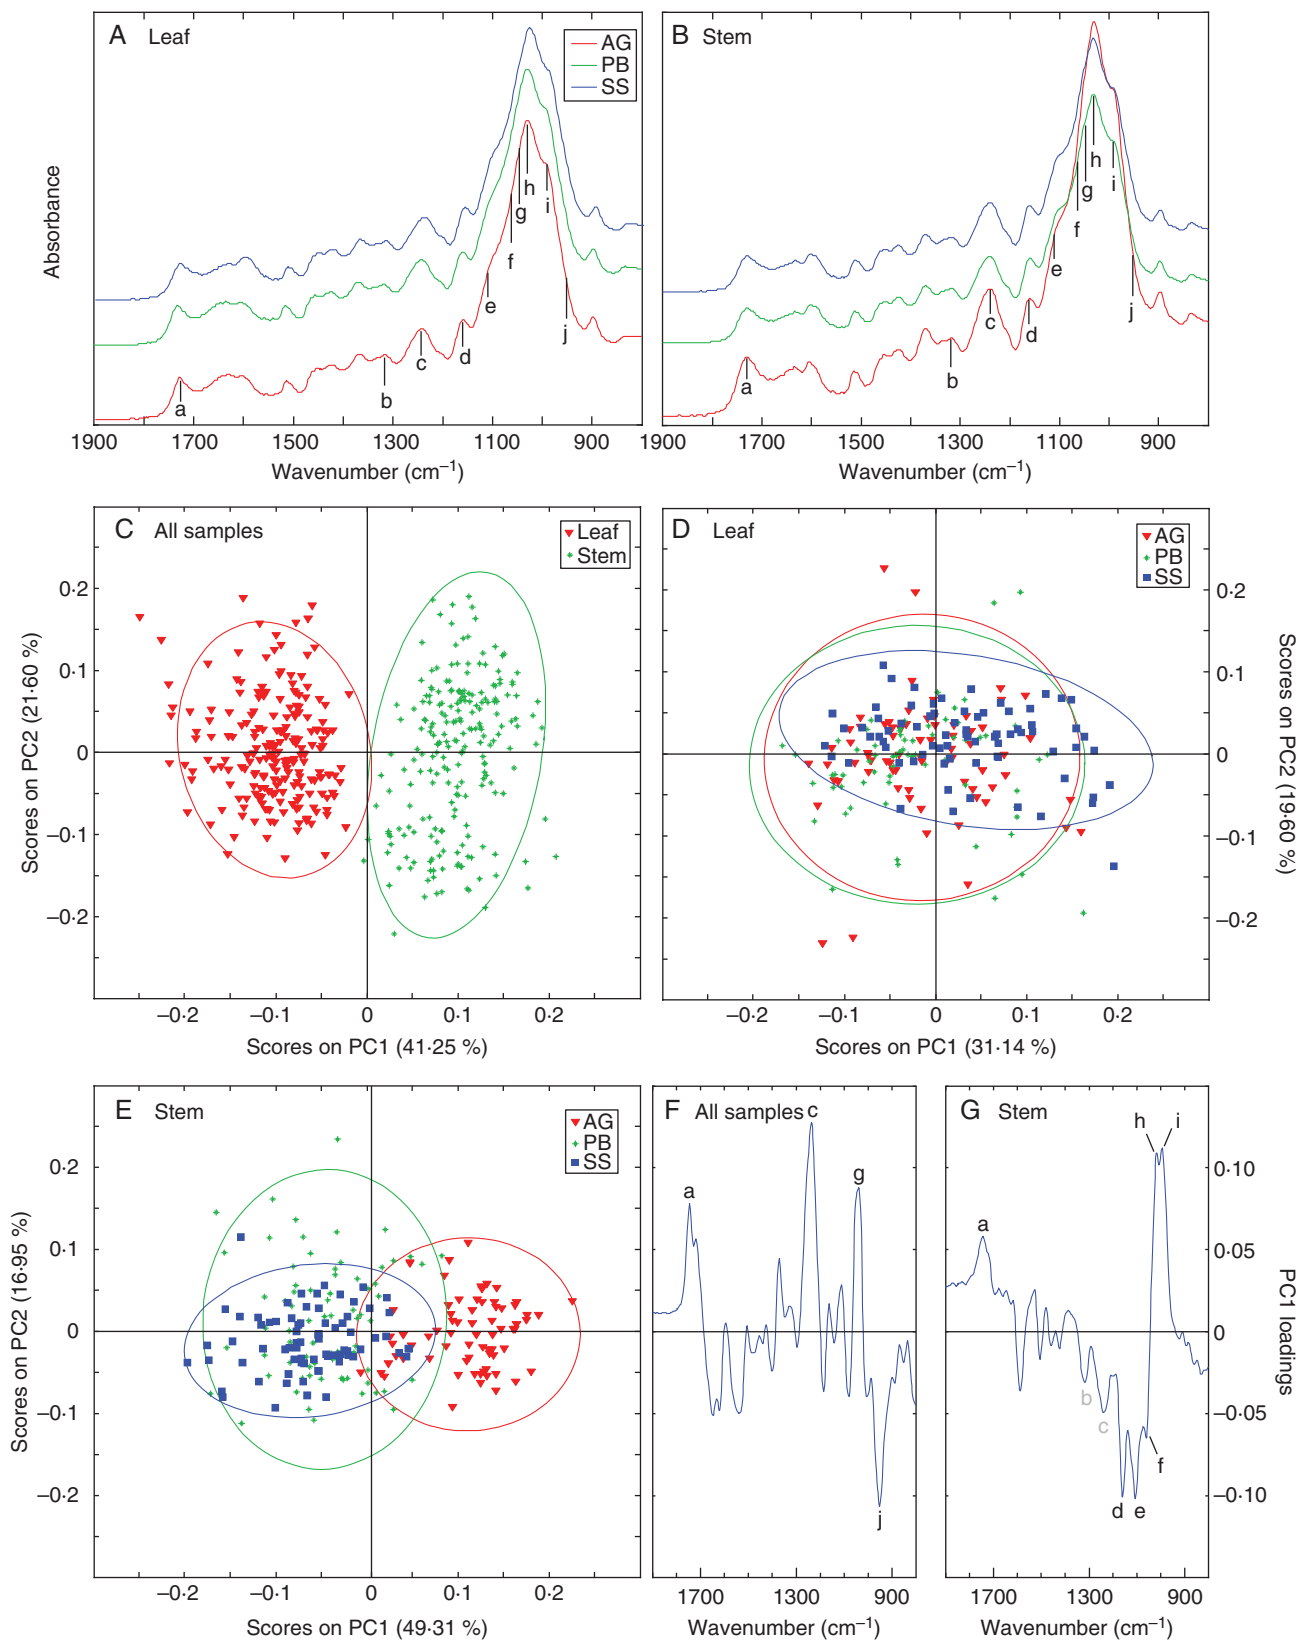 A Leaf
AG
PB
SS
Absorbance
h
g
i
f
e
j
d
c
b
a
1900 1700 1500 1300 1100 900
Wavenumber (cm–1)
B Stem
h
g
i
f
e
j
d
c
b
a
1900 1700 1500 1300 1100 900
Wavenumber (cm–1)
C All samples
Leaf
Stem
Scores on PC2 (21·60 %)
0·2
0·1
0
–0·1
–0·2
–0·2 –0·1 0 0·1 0·2
Scores on PC1 (41·25 %)
D Leaf
AG
PB
SS
0·2
0·1
0
–0·1
–0·2
Scores on PC2 (19·60 %)
–0·2 –0·1 0 0·1 0·2
Scores on PC1 (31·14 %)
E Stem
AG
PB
SS
Scores on PC2 (16·95 %)
0·2
0·1
0
–0·1
–0·2
–0·2 –0·1 0 0·1 0·2
Scores on PC1 (49·31 %)
F All samples
c
a
g
j
1700 1300 900
Wavenumber (cm–1)
G Stem
h i
a
b
c
f
d e
0·10
0·05
0
–0·05
–0·10
PC1 loadings
1700 1300 900
Wavenumber (cm–1)